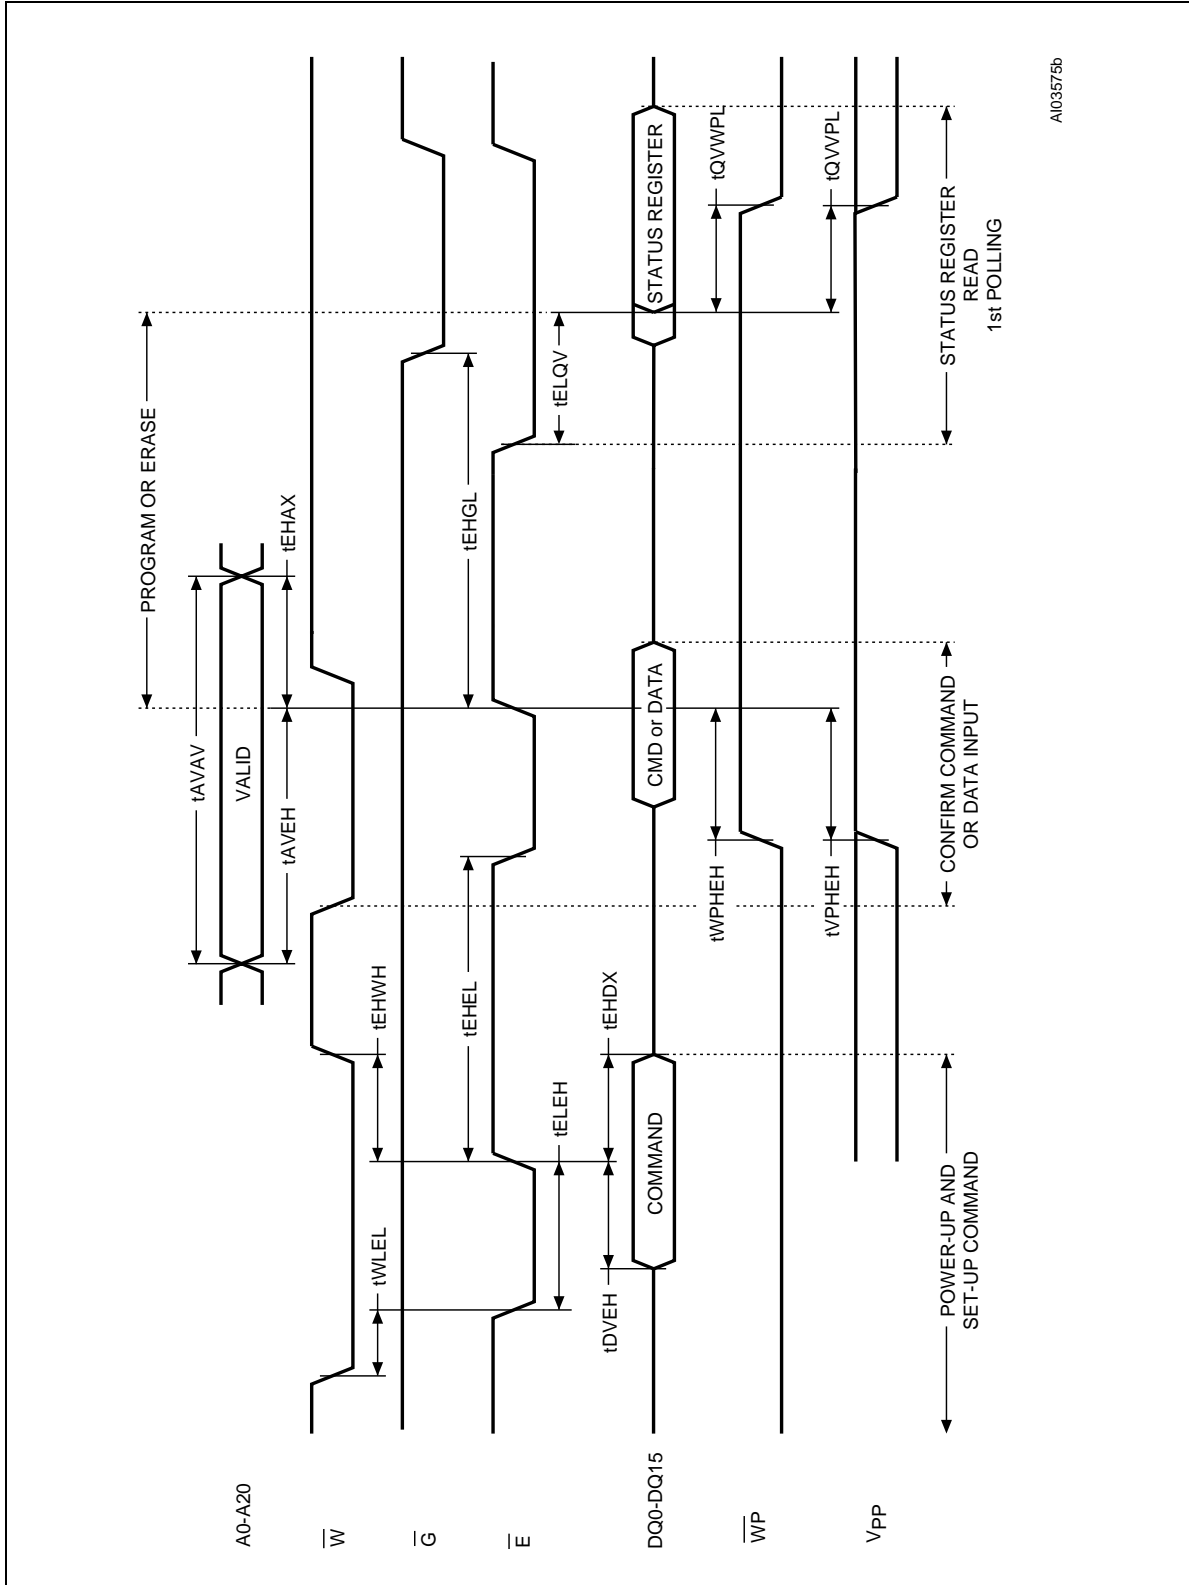 A0-A20
VALID
tAVAV
PROGRAM OR ERASE
tAVEH
tEHAX
W
tWLEL
tEHWH
G
tEHEL
tEHGL
E
tELEH
tELQV
tDVEH
tEHDX
DQ0-DQ15
COMMAND
CMD or DATA
STATUS REGISTER
WP
tWPHEH
tQVWPL
VPP
tVPHEH
tQVVPL
POWER-UP AND
SET-UP COMMAND
CONFIRM COMMAND
OR DATA INPUT
STATUS REGISTER
READ
1st POLLING
AI03575b